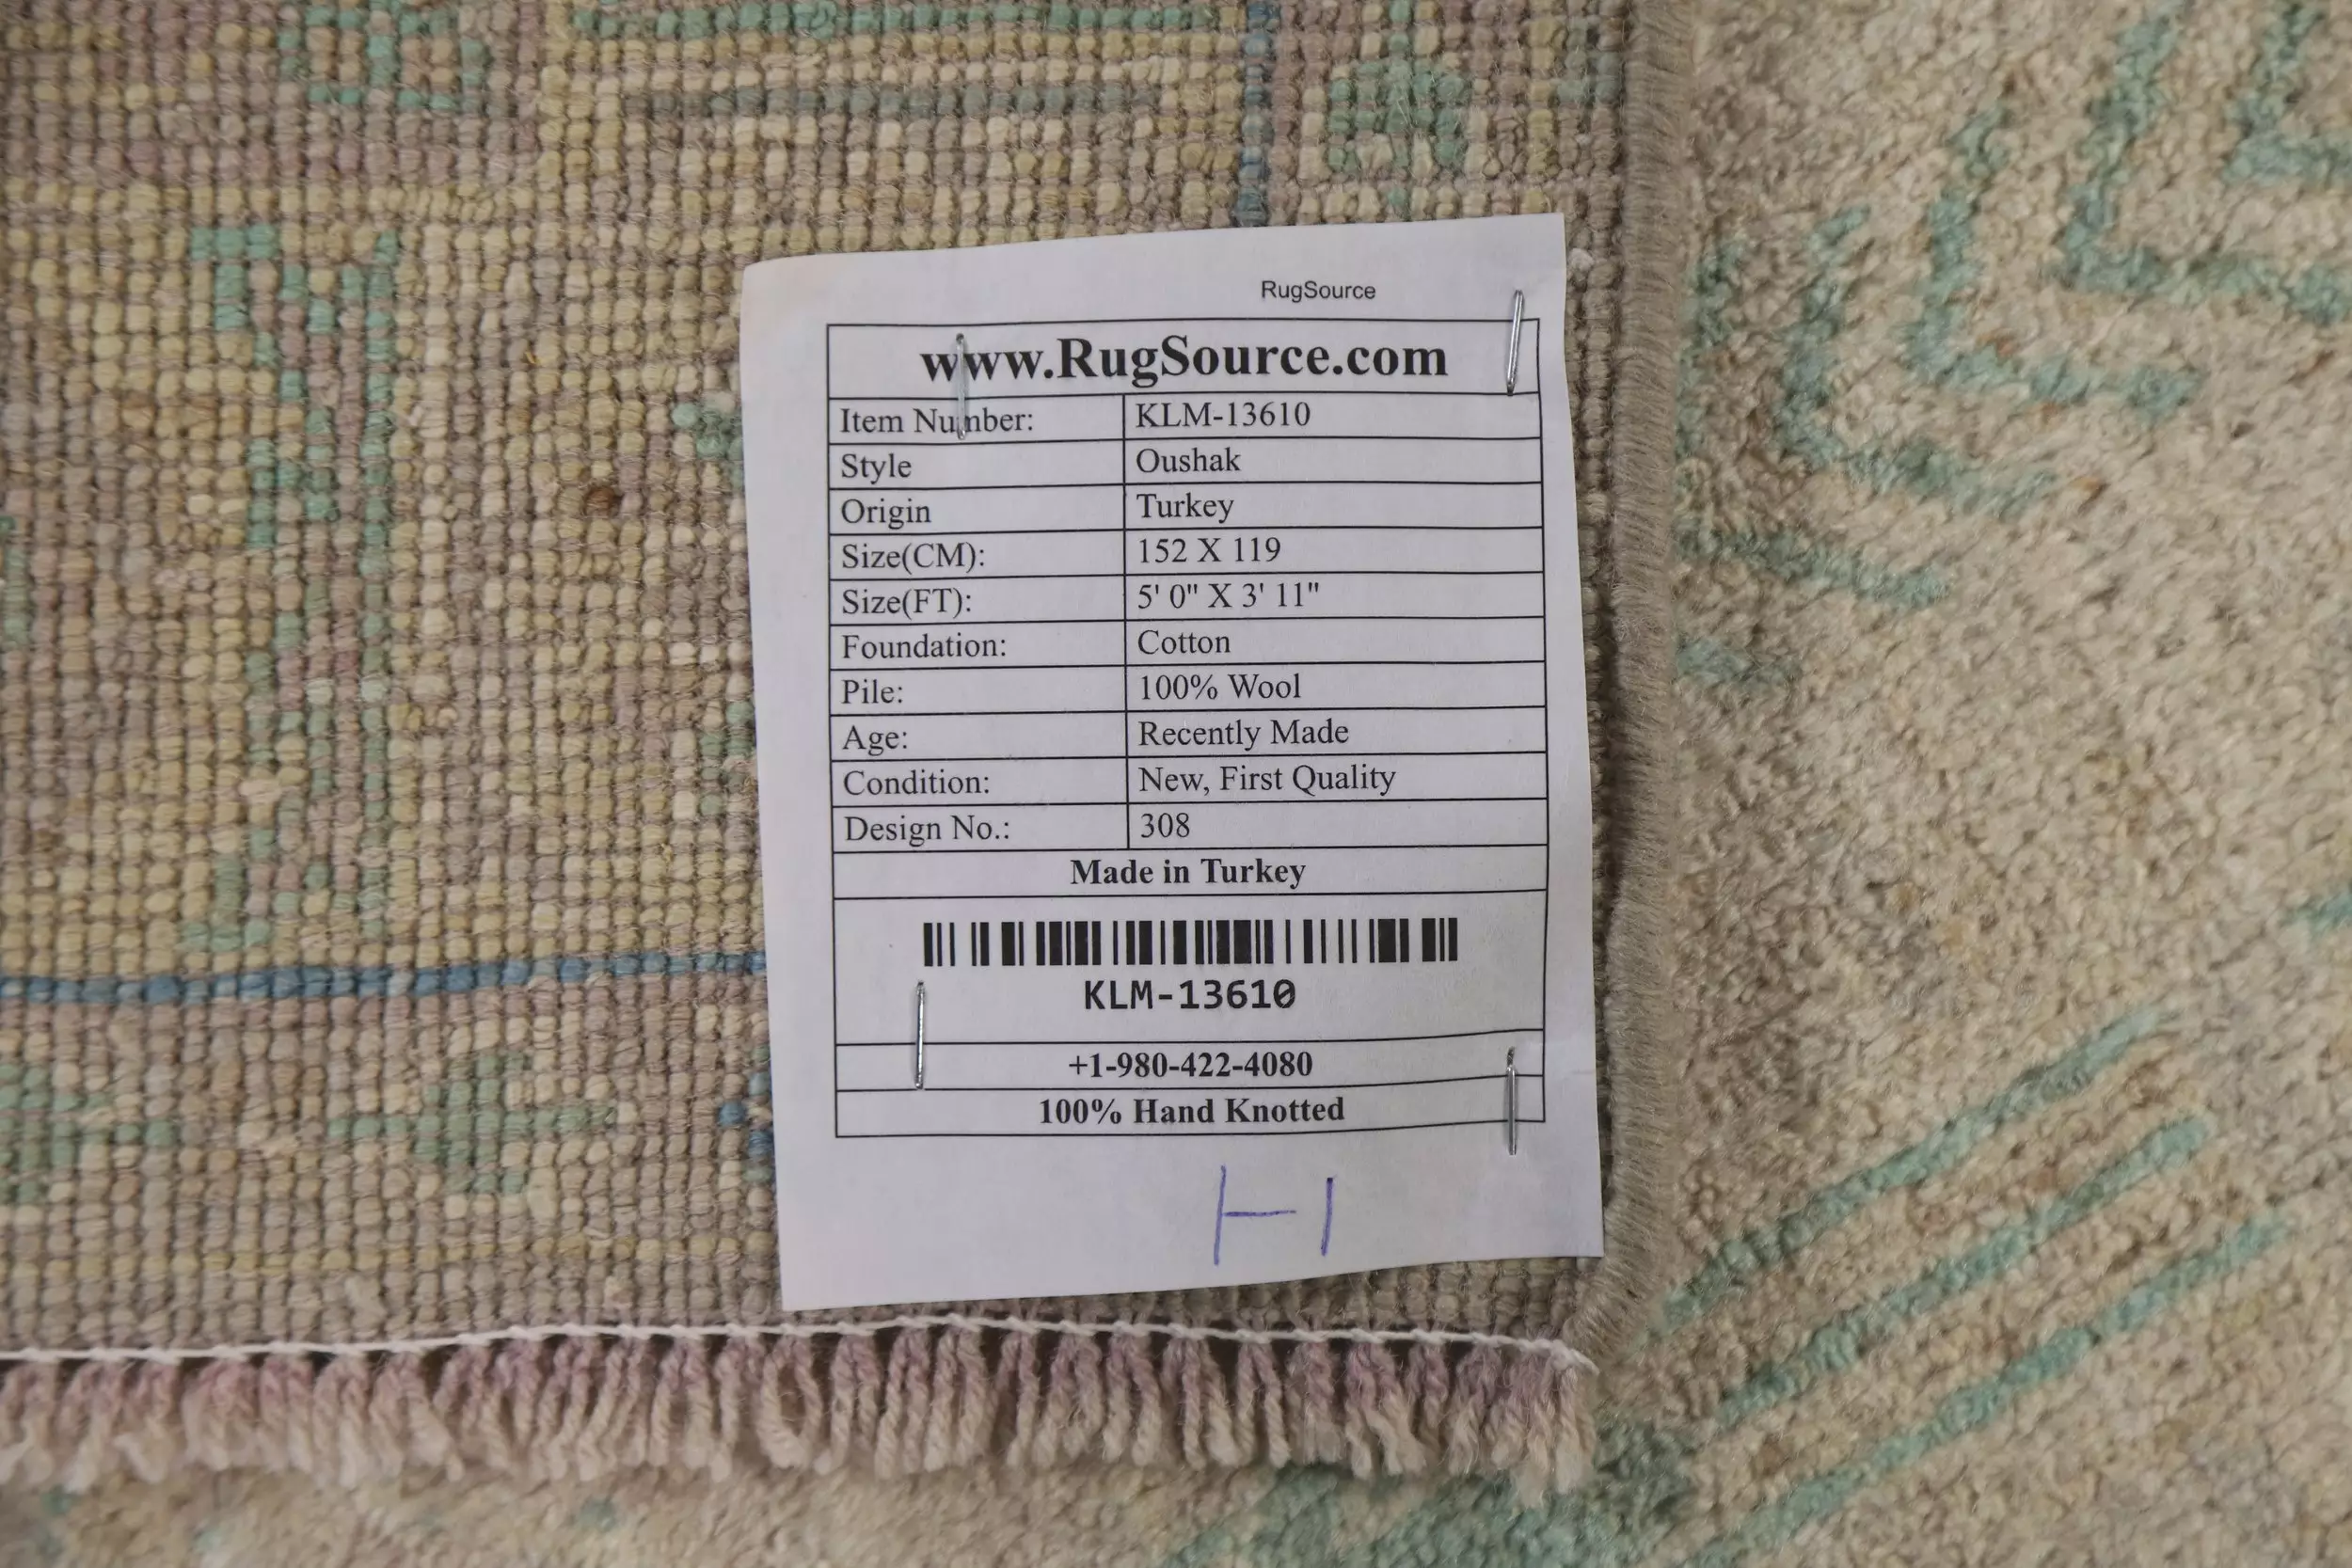 RugSource
www.RugSource.com
Item Number: KLM-13610
Style Oushak
Origin Turkey
Size(CM): 152 X 119
Size(FT): 5' 0" X 3' 11"
Foundation: Cotton
Pile: 100% Wool
Age: Recently Made
Condition: New, First Quality
Design No.: 308
Made in Turkey
KLM-13610
+1-980-422-4080
100% Hand Knotted